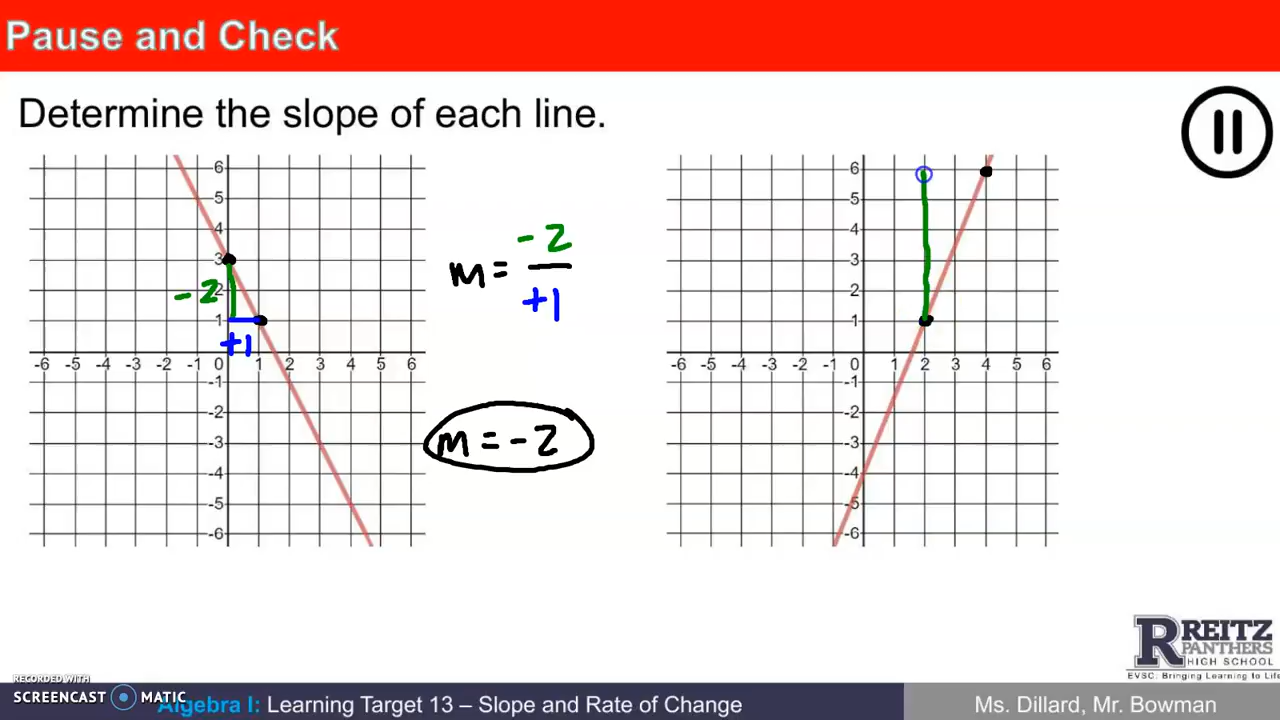 Pause and Check
Determine the slope of each line.
6
5
4
3
2
1
-6 -5 -4 -3 -2 -1 0 1 2 3 4 5 6
-1
-2
-3
-4
-5
-6
-2
+1
m = -2
+1
m = -2
6
5
4
3
2
1
-6 -5 -4 -3 -2 -1 0 1 2 3 4 5 6
-1
-2
-3
-4
-5
-6
R REITZ
PANTHERS
HIGH SCHOOL
EVSC: Bringing Learning to Life
RECORDED WITH
SCREENCAST MATIC
Algebra I: Learning Target 13 – Slope and Rate of Change
Ms. Dillard, Mr. Bowman